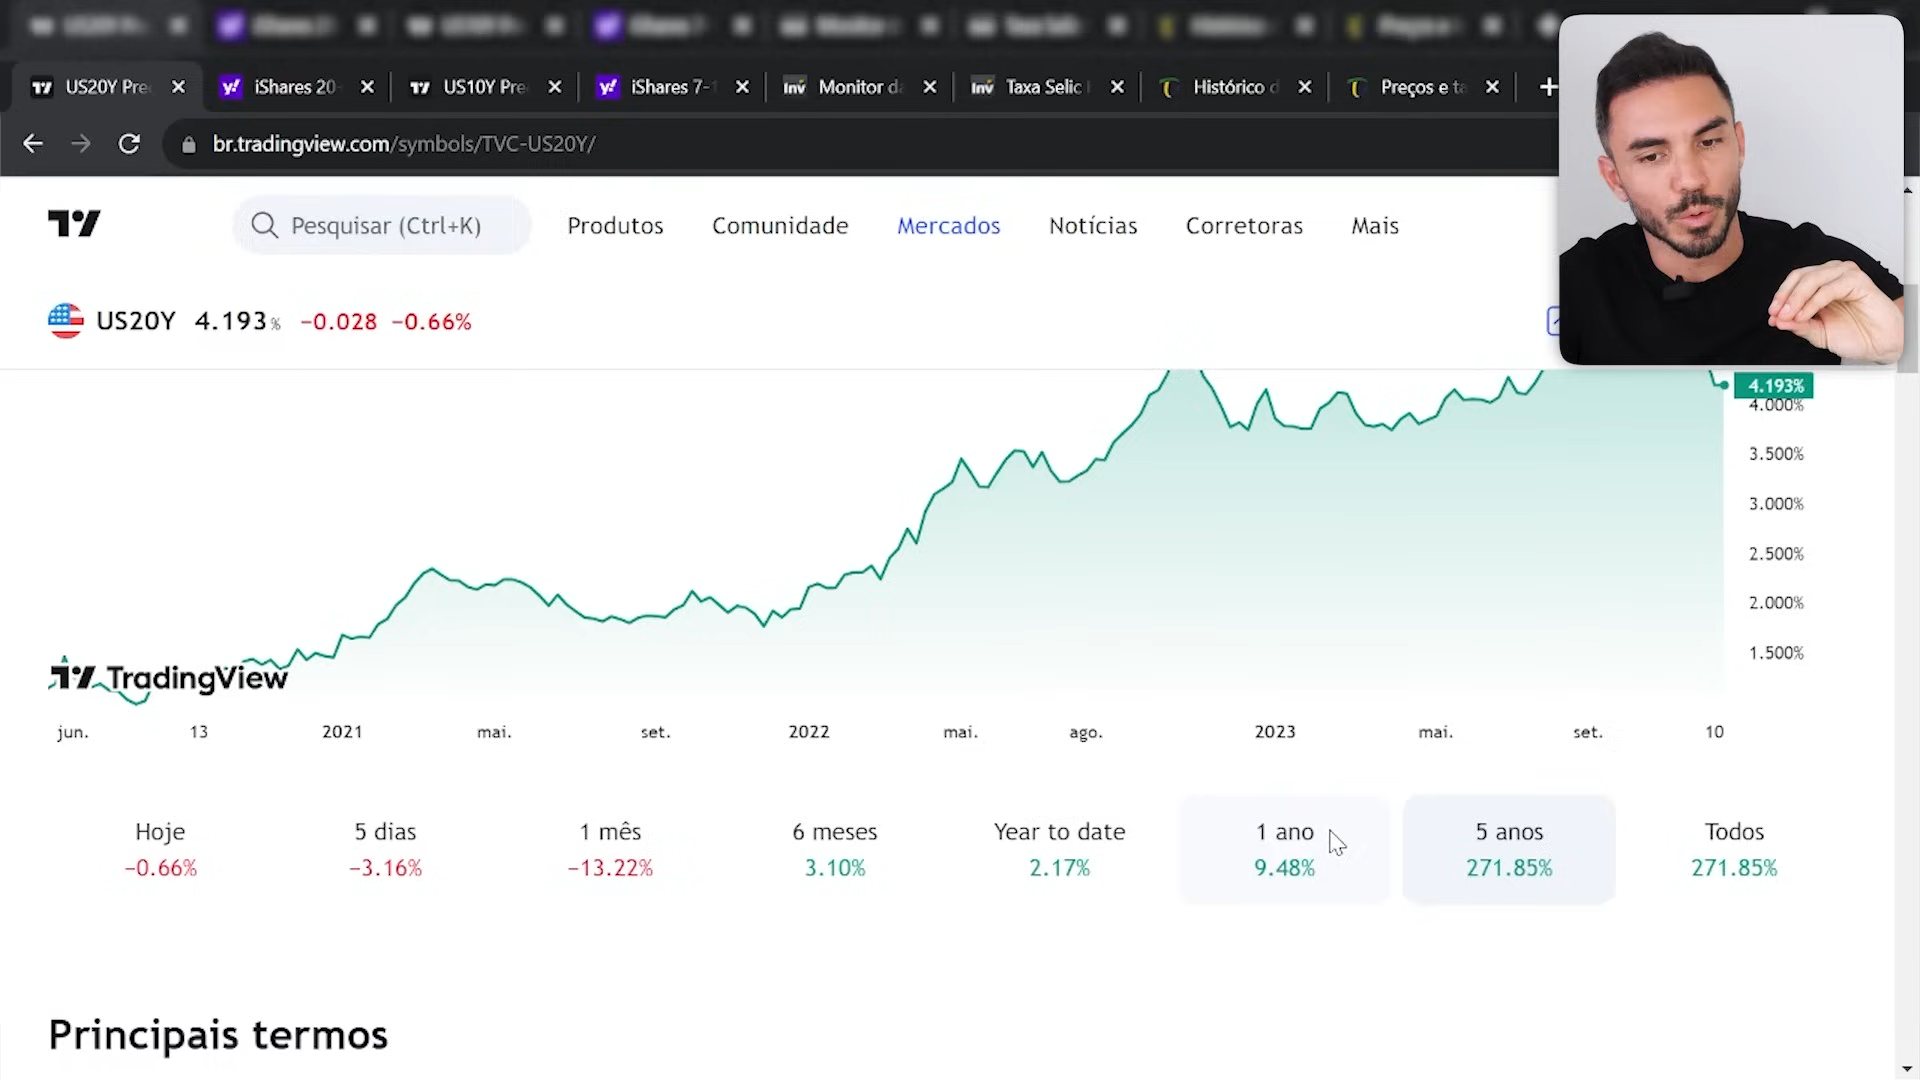 US20Y Pre
iShares 20-
US10Y Pre
iShares 7-1
Monitor da
Taxa Selic
Histórico d
Preços e ta
br.tradingview.com/symbols/TVC-US20Y/
Pesquisar (Ctrl+K)
Produtos
Comunidade
Mercados
Notícias
Corretoras
Mais
US20Y 4.193% −0.028 −0.66%
4.193%
4.000%
3.500%
3.000%
2.500%
2.000%
1.500%
TradingView
jun. 13 2021 mai. set. 2022 mai. ago. 2023 mai. set. 10
Hoje 5 dias 1 mês 6 meses Year to date 1 ano 5 anos Todos
−0.66% −3.16% −13.22% 3.10% 2.17% 9.48% 271.85% 271.85%
Principais termos